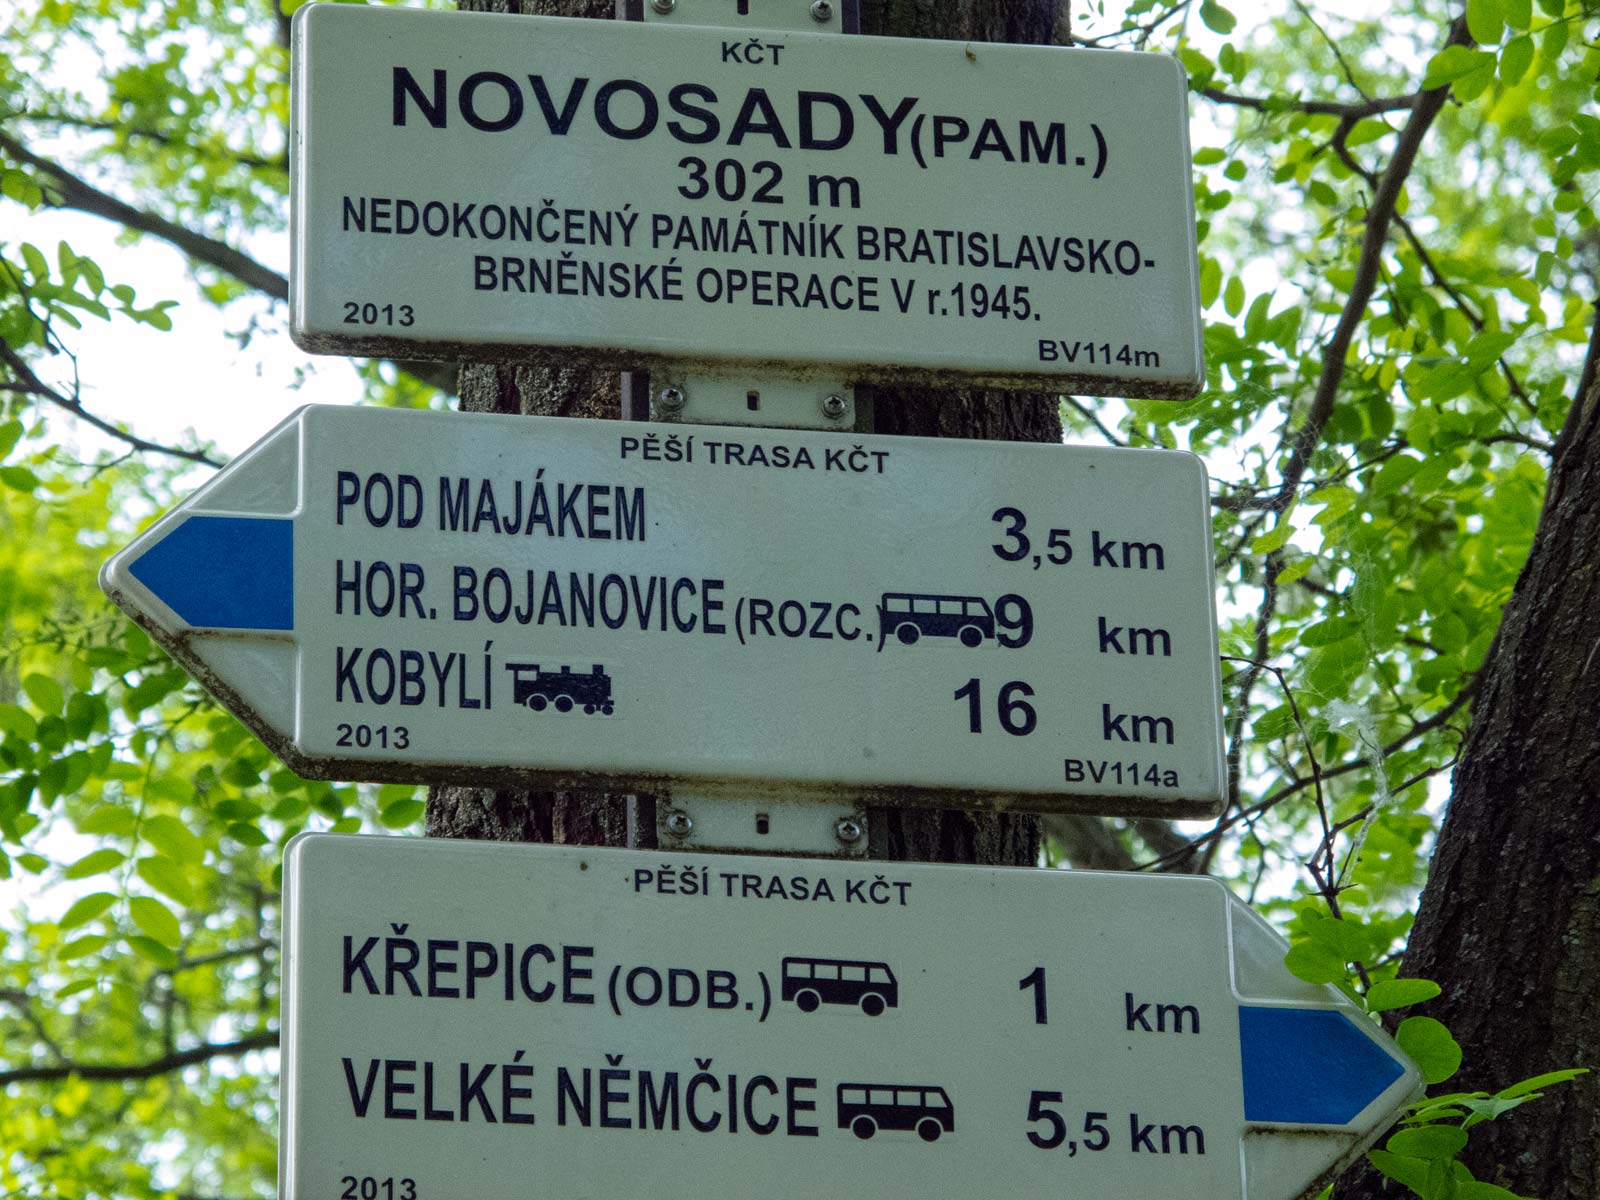 KČT
NOVOSADY (PAM.)
302 m
NEDOKONČENÝ PAMÁTNÍK BRATISLAVSKO-
BRNĚNSKÉ OPERACE V r.1945.
2013 BV114m
PĚŠÍ TRASA KČT
POD MAJÁKEM 3,5 km
HOR. BOJANOVICE (ROZC.) 9 km
KOBYLÍ 16 km
2013 BV114a
PĚŠÍ TRASA KČT
KŘEPICE (ODB.) 1 km
VELKÉ NĚMČICE 5,5 km
2013